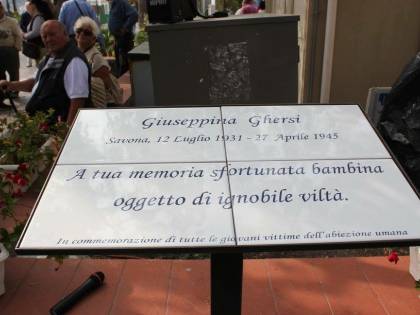 Giuseppina Ghersi
Savona, 12 Luglio 1931 - 27 Aprile 1945
A tua memoria sfortunata bambina
oggetto di ignobile viltà.
In commemorazione di tutte le giovani vittime dell'abiezione umana